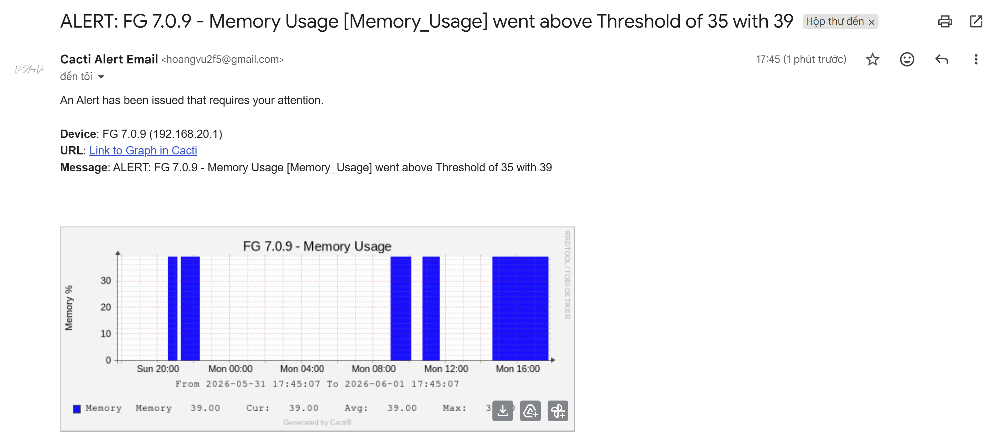 ALERT: FG 7.0.9 - Memory Usage [Memory_Usage] went above Threshold of 35 with 39 Hộp thư đến ×
Cacti Alert Email <hoangvu2f5@gmail.com> 17:45 (1 phút trước)
đến tôi
An Alert has been issued that requires your attention.
Device: FG 7.0.9 (192.168.20.1)
URL: Link to Graph in Cacti
Message: ALERT: FG 7.0.9 - Memory Usage [Memory_Usage] went above Threshold of 35 with 39
FG 7.0.9 - Memory Usage
RRDTOOL / TOBI OETIKER
Memory %
30
20
10
0
Sun 20:00 Mon 00:00 Mon 04:00 Mon 08:00 Mon 12:00 Mon 16:00
From 2026-05-31 17:45:07 To 2026-06-01 17:45:07
Memory Memory 39.00 Cur: 39.00 Avg: 39.00 Max:
Generated by Cacti®